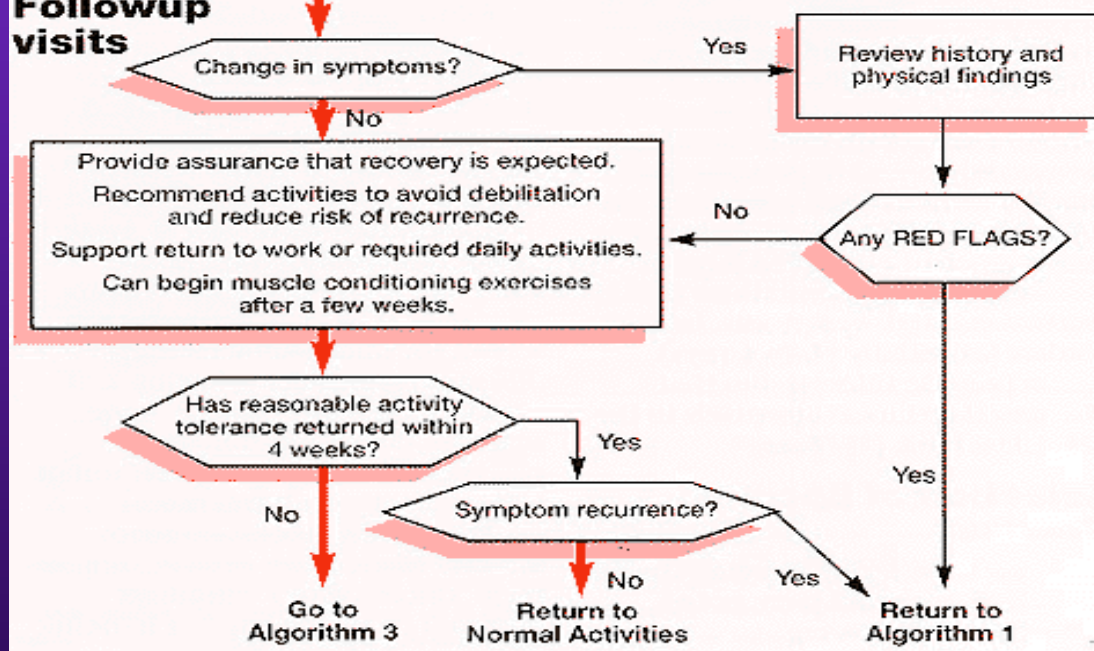 Followup
visits
Change in symptoms?
Yes
Review history and
physical findings
No
Provide assurance that recovery is expected.
Recommend activities to avoid debilitation
and reduce risk of recurrence.
Support return to work or required daily activities.
Can begin muscle conditioning exercises
after a few weeks.
No
Any RED FLAGS?
Has reasonable activity
tolerance returned within
4 weeks?
Yes
Yes
No
Symptom recurrence?
No
Yes
Go to
Algorithm 3
Return to
Normal Activities
Return to
Algorithm 1